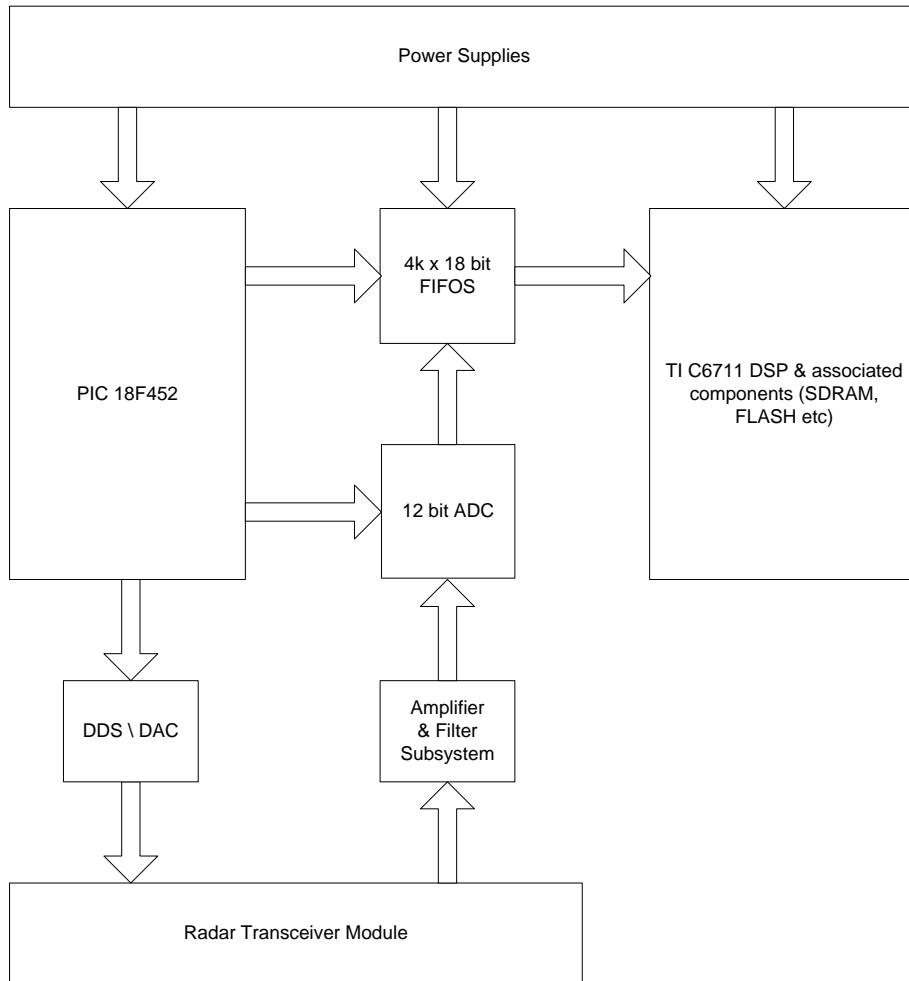 Power Supplies
4k x 18 bit
FIFOS
PIC 18F452
TI C6711 DSP & associated
components (SDRAM,
FLASH etc)
12 bit ADC
DDS \ DAC
Amplifier
& Filter
Subsystem
Radar Transceiver Module